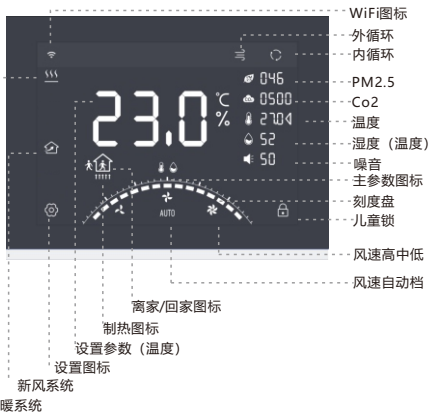 WiFi图标
外循环
内循环
046
PM2.5
23.0
℃
%
0500
Co2
27.04
温度
52
湿度（温度）
50
噪音
主参数图标
刻度盘
AUTO
儿童锁
风速高中低
风速自动档
离家/回家图标
制热图标
设置参数（温度）
设置图标
新风系统
暖系统